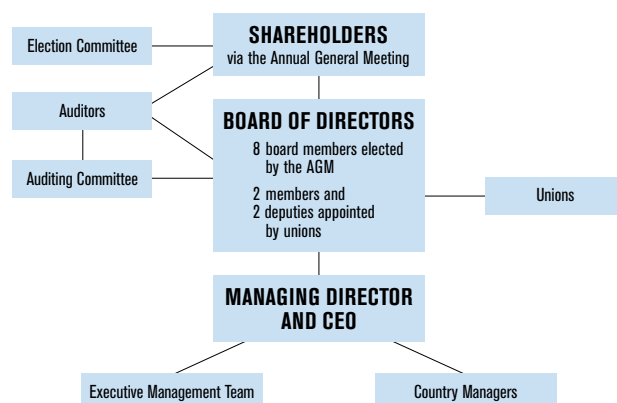 Election Committee
SHAREHOLDERS
via the Annual General Meeting
Auditors
Auditing Committee
BOARD OF DIRECTORS
8 board members elected
by the AGM
2 members and
2 deputies appointed
by unions
Unions
MANAGING DIRECTOR
AND CEO
Executive Management Team
Country Managers